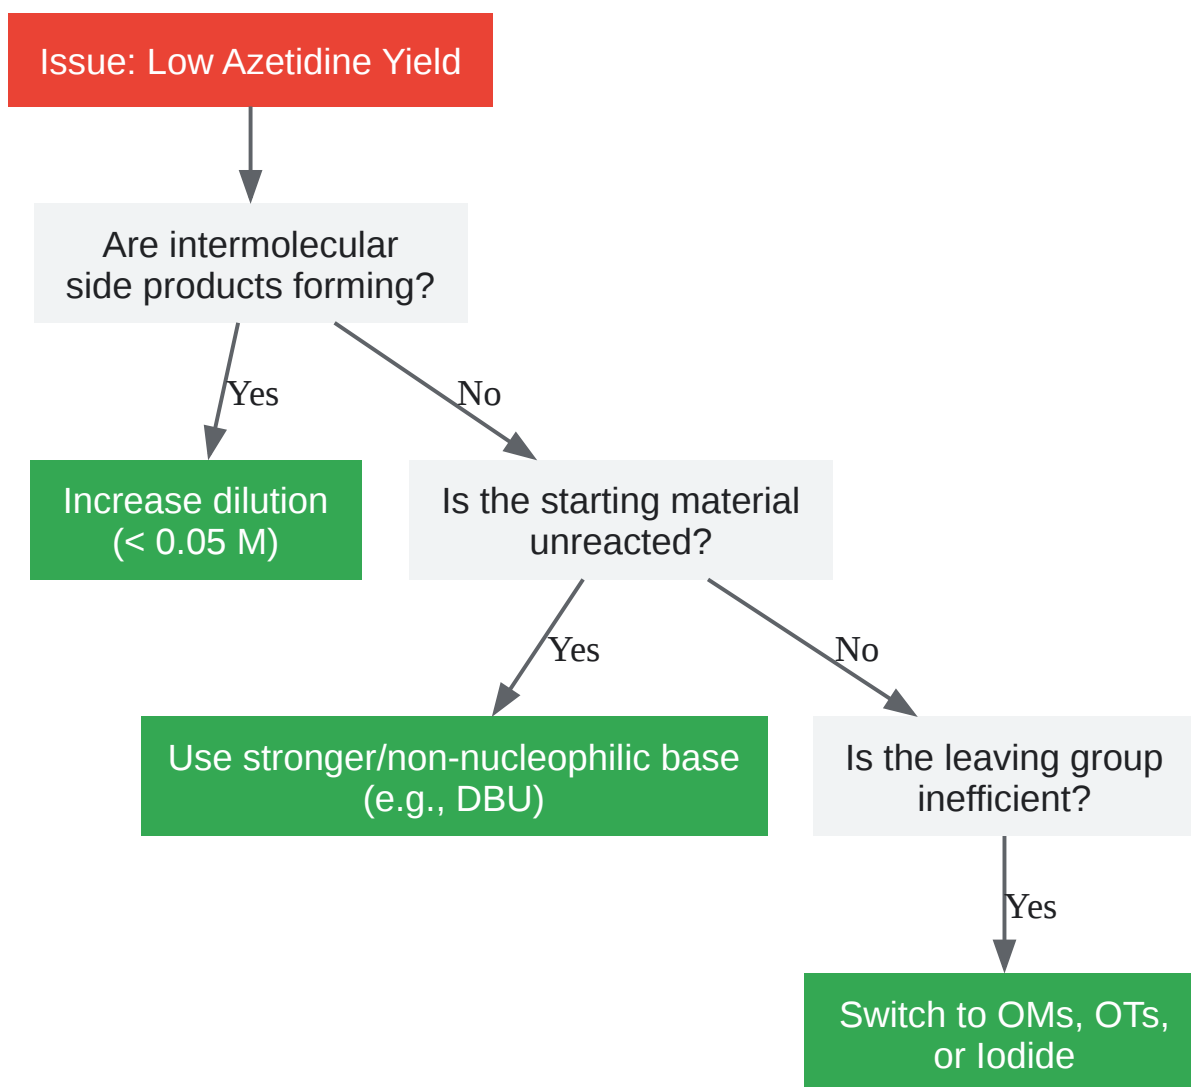 Issue: Low Azetidine Yield
Are intermolecular
side products forming?
Yes
No
Increase dilution
(< 0.05 M)
Is the starting material
unreacted?
Yes
No
Use stronger/non-nucleophilic base
(e.g., DBU)
Is the leaving group
inefficient?
Yes
Switch to OMs, OTs,
or Iodide